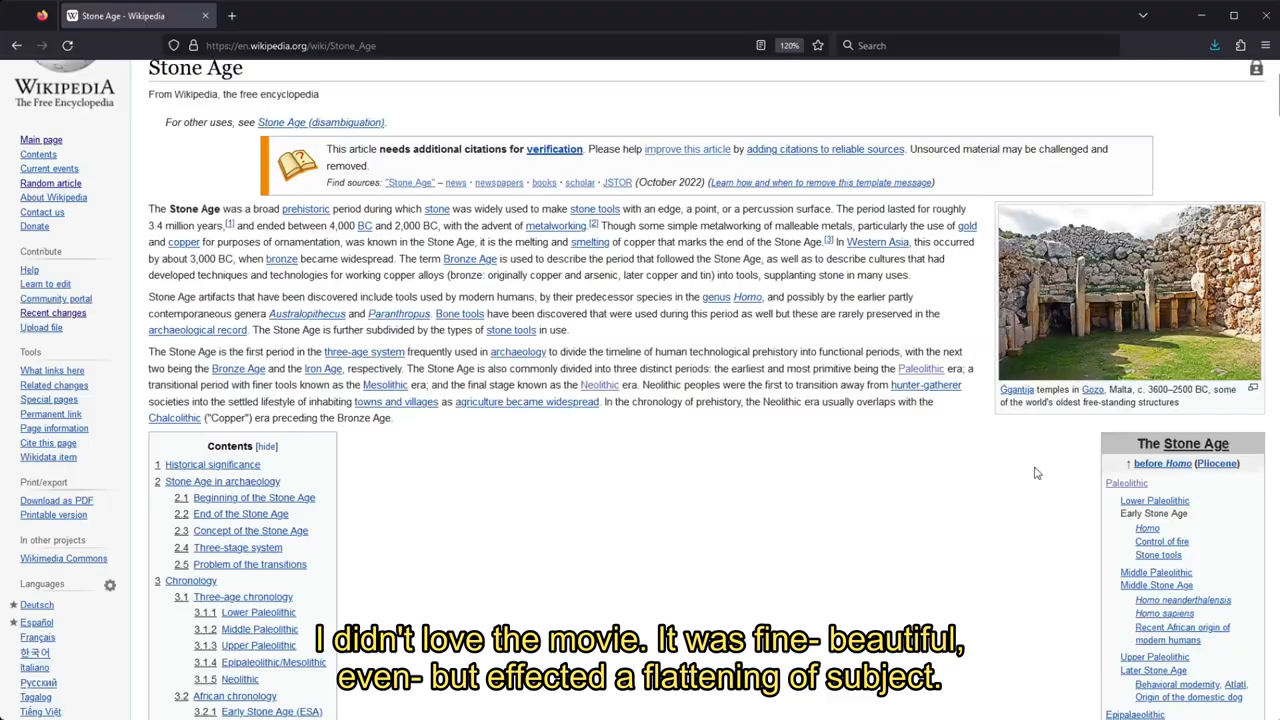 Stone Age - Wikipedia
https://en.wikipedia.org/wiki/Stone_Age
120%
Search
WIKIPEDIA
The Free Encyclopedia
Main page
Contents
Current events
Random article
About Wikipedia
Contact us
Donate
Contribute
Help
Learn to edit
Community portal
Recent changes
Upload file
Tools
What links here
Related changes
Special pages
Permanent link
Page information
Cite this page
Wikidata item
Print/export
Download as PDF
Printable version
In other projects
Wikimedia Commons
Languages
Deutsch
Español
Français
한국어
Italiano
Русский
Tagalog
Tiếng Việt
Stone Age
From Wikipedia, the free encyclopedia
For other uses, see Stone Age (disambiguation).
This article needs additional citations for verification. Please help improve this article by adding citations to reliable sources. Unsourced material may be challenged and
removed.
Find sources: "Stone Age" – news · newspapers · books · scholar · JSTOR (October 2022) (Learn how and when to remove this template message)
The Stone Age was a broad prehistoric period during which stone was widely used to make stone tools with an edge, a point, or a percussion surface. The period lasted for roughly
3.4 million years,[1] and ended between 4,000 BC and 2,000 BC, with the advent of metalworking.[2] Though some simple metalworking of malleable metals, particularly the use of gold
and copper for purposes of ornamentation, was known in the Stone Age, it is the melting and smelting of copper that marks the end of the Stone Age.[3] In Western Asia, this occurred
by about 3,000 BC, when bronze became widespread. The term Bronze Age is used to describe the period that followed the Stone Age, as well as to describe cultures that had
developed techniques and technologies for working copper alloys (bronze: originally copper and arsenic, later copper and tin) into tools, supplanting stone in many uses.
Stone Age artifacts that have been discovered include tools used by modern humans, by their predecessor species in the genus Homo, and possibly by the earlier partly
contemporaneous genera Australopithecus and Paranthropus. Bone tools have been discovered that were used during this period as well but these are rarely preserved in the
archaeological record. The Stone Age is further subdivided by the types of stone tools in use.
The Stone Age is the first period in the three-age system frequently used in archaeology to divide the timeline of human technological prehistory into functional periods, with the next
two being the Bronze Age and the Iron Age, respectively. The Stone Age is also commonly divided into three distinct periods: the earliest and most primitive being the Paleolithic era; a
transitional period with finer tools known as the Mesolithic era; and the final stage known as the Neolithic era. Neolithic peoples were the first to transition away from hunter-gatherer
societies into the settled lifestyle of inhabiting towns and villages as agriculture became widespread. In the chronology of prehistory, the Neolithic era usually overlaps with the
Chalcolithic ("Copper") era preceding the Bronze Age.
Contents [hide]
1 Historical significance
2 Stone Age in archaeology
2.1 Beginning of the Stone Age
2.2 End of the Stone Age
2.3 Concept of the Stone Age
2.4 Three-stage system
2.5 Problem of the transitions
3 Chronology
3.1 Three-age chronology
3.1.1 Lower Paleolithic
3.1.2 Middle Paleolithic
3.1.3 Upper Paleolithic
3.1.4 Epipaleolithic/Mesolithic
3.1.5 Neolithic
3.2 African chronology
3.2.1 Early Stone Age (ESA)
Ġgantija temples in Gozo, Malta, c. 3600–2500 BC, some
of the world's oldest free-standing structures
The Stone Age
↑ before Homo (Pliocene)
Paleolithic
Lower Paleolithic
Early Stone Age
Homo
Control of fire
Stone tools
Middle Paleolithic
Middle Stone Age
Homo neanderthalensis
Homo sapiens
Recent African origin of
modern humans
Upper Paleolithic
Later Stone Age
Behavioral modernity, Atlatl,
Origin of the domestic dog
Epipaleolithic
I didn't love the movie. It was fine- beautiful,
even- but effected a flattening of subject.